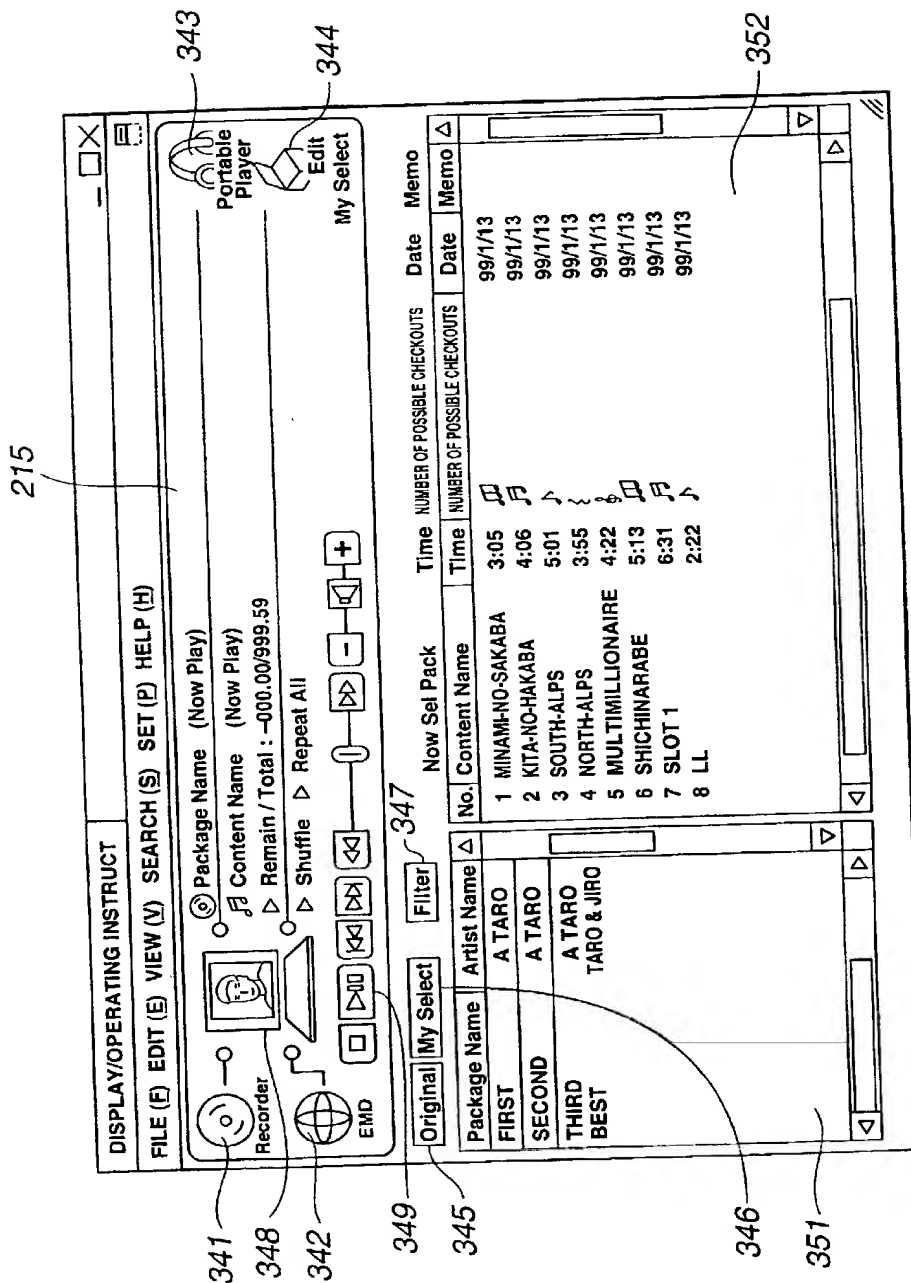 215
DISPLAY/OPERATING INSTRUCT
FILE (F) EDIT (E) VIEW (V) SEARCH (S) SET (P) HELP (H)
341
Recorder
348
342
EMD
Package Name (Now Play)
Content Name (Now Play)
Remain / Total : –000.00/999.59
Shuffle Repeat All
Portable
Player
343
Edit
344
My Select
349
345
Original My Select Filter
347
346
Package Name Artist Name
FIRST A TARO
SECOND A TARO
THIRD A TARO
BEST TARO & JIRO
351
Now Sel Pack Time NUMBER OF POSSIBLE CHECKOUTS Date Memo
No. Content Name Time NUMBER OF POSSIBLE CHECKOUTS Date Memo
1 MINAMI-NO-SAKABA 3:05 99/1/13
2 KITA-NO-HAKABA 4:06 99/1/13
3 SOUTH-ALPS 5:01 99/1/13
4 NORTH-ALPS 3:55 99/1/13
5 MULTIMILLIONAIRE 4:22 99/1/13
6 SHICHINARABE 5:13 99/1/13
7 SLOT 1 6:31 99/1/13
8 LL 2:22 99/1/13
352